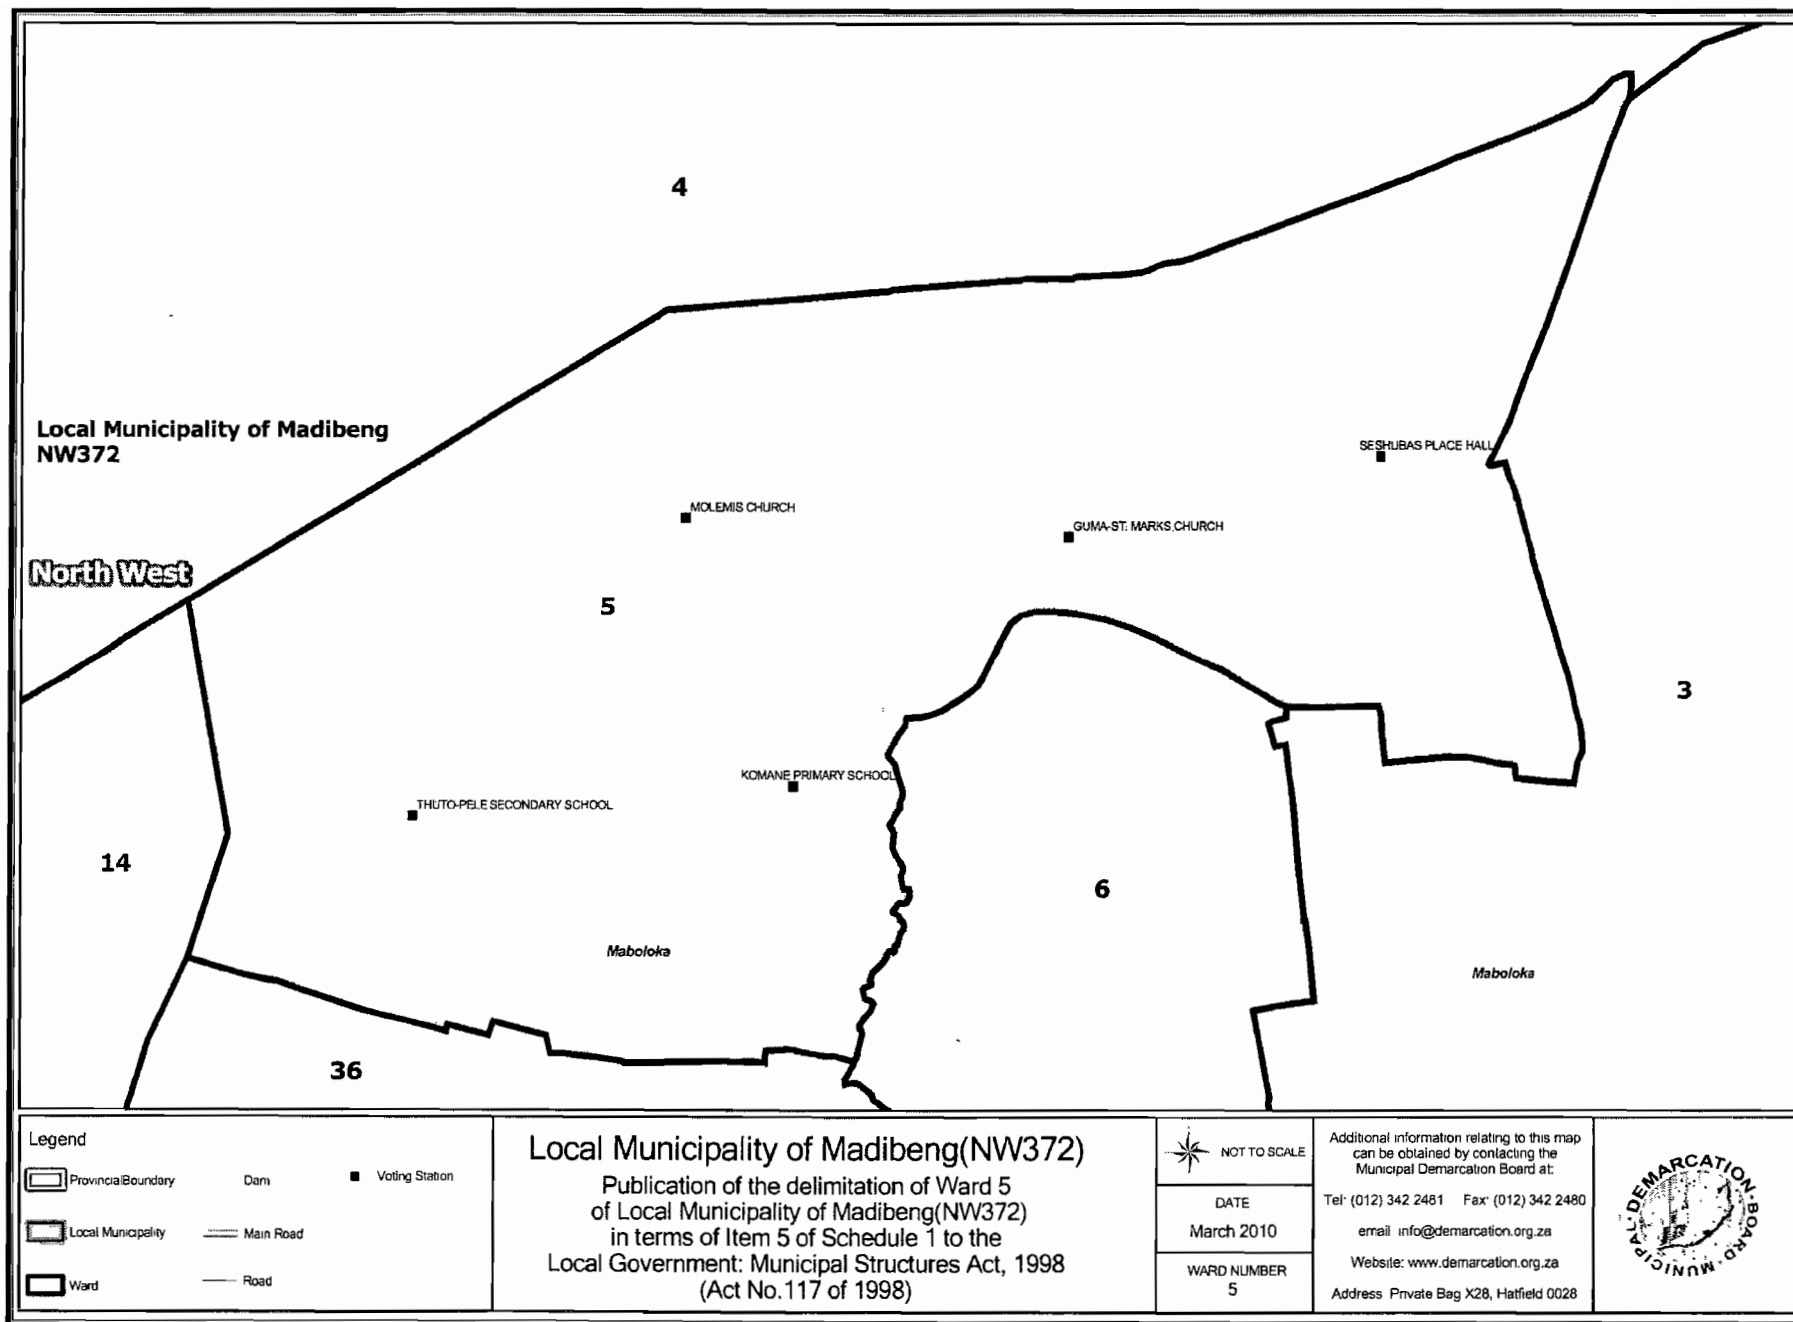 4
Local Municipality of Madibeng
NW372
SESHUBAS PLACE HALL
MOLEMIS CHURCH
GUMA-ST. MARKS CHURCH
North West
5
3
KOMANE PRIMARY SCHOOL
THUTO-PELE SECONDARY SCHOOL
14
6
Maboloka
Maboloka
36
Legend
Provincial Boundary
Dam
Voting Station
Local Municipality
Main Road
Ward
Road
Local Municipality of Madibeng(NW372)
Publication of the delimitation of Ward 5
of Local Municipality of Madibeng(NW372)
in terms of Item 5 of Schedule 1 to the
Local Government: Municipal Structures Act, 1998
(Act No.117 of 1998)
NOT TO SCALE
DATE
March 2010
WARD NUMBER
5
Additional information relating to this map
can be obtained by contacting the
Municipal Demarcation Board at:
Tel: (012) 342 2481 Fax: (012) 342 2480
email info@demarcation.org.za
Website: www.demarcation.org.za
Address Private Bag X28, Hatfield 0028
MUNICIPAL DEMARCATION BOARD